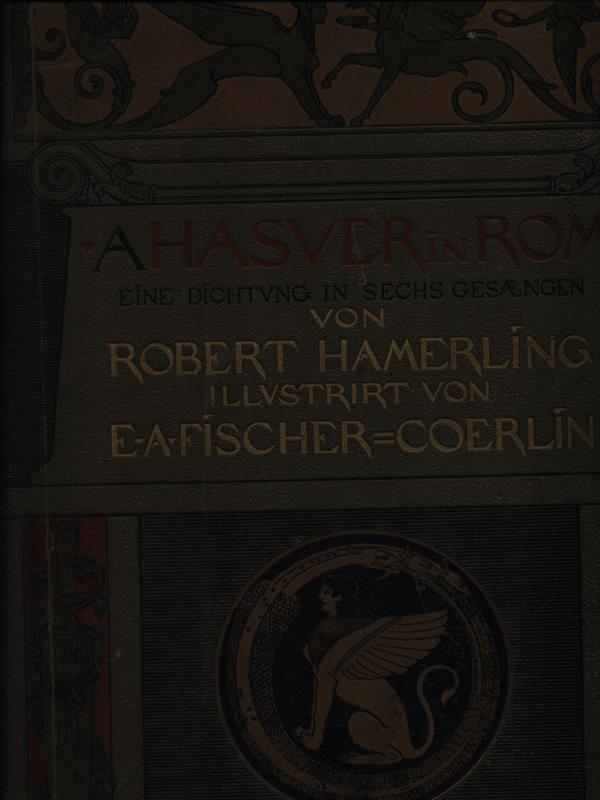 AHASVER in ROM
EINE DICHTVNG IN SECHS GESÆNGEN
VON
ROBERT HAMERLING
ILLVSTRIRT VON
E-A-FISCHER=COERLIN